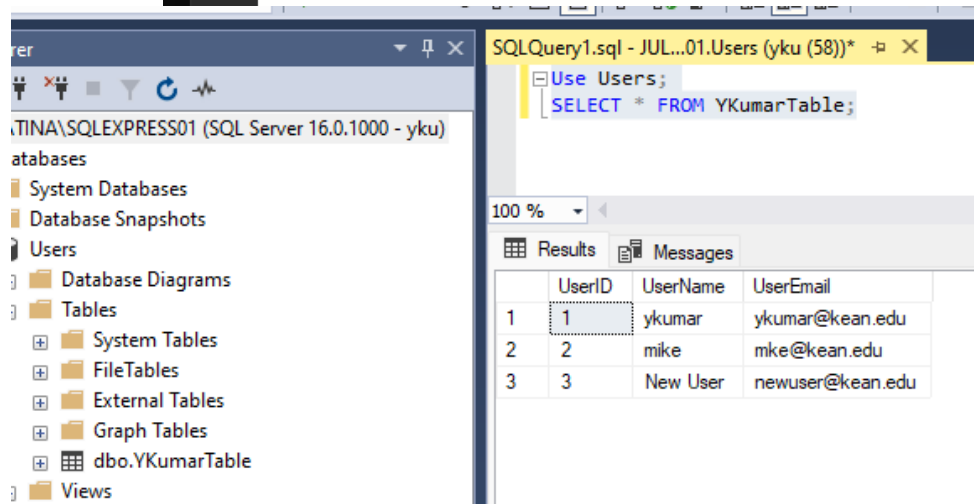 rer
SQLQuery1.sql - JUL...01.Users (yku (58))*
Use Users;
SELECT * FROM YKumarTable;
\TINA\SQLEXPRESS01 (SQL Server 16.0.1000 - yku)
atabases
System Databases
Database Snapshots
Users
Database Diagrams
Tables
System Tables
FileTables
External Tables
Graph Tables
dbo.YKumarTable
Views
100 %
Results Messages
UserID UserName UserEmail
1 1 ykumar ykumar@kean.edu
2 2 mike mke@kean.edu
3 3 New User newuser@kean.edu